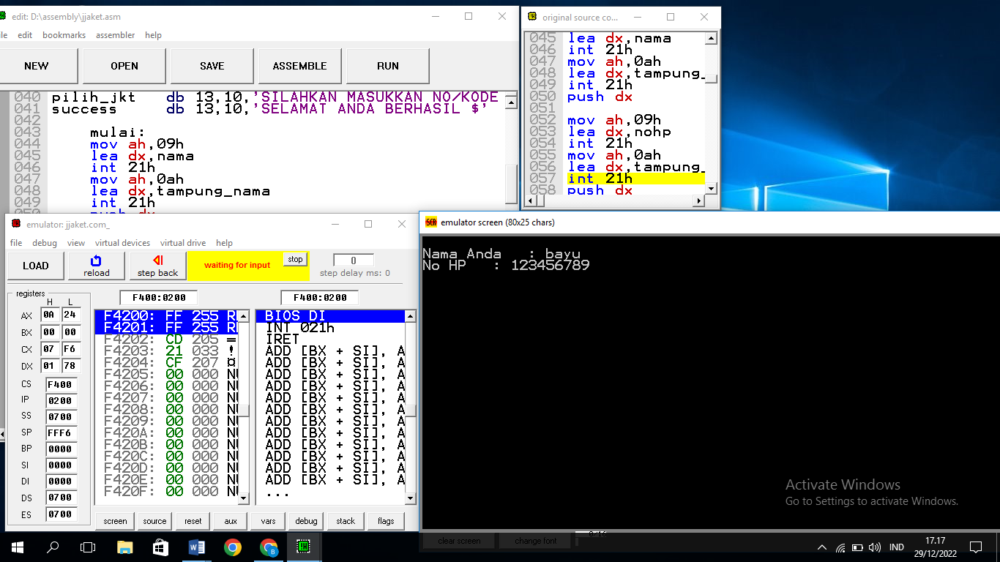 edit: D:\assembly\jjaket.asm
file edit bookmarks assembler help
NEW OPEN SAVE ASSEMBLE RUN
040 pilih_jkt db 13,10,'SILAHKAN MASUKKAN NO/KODE
041 success db 13,10,'SELAMAT ANDA BERHASIL $'
042
043 mulai:
044 mov ah,09h
045 lea dx,nama
046 int 21h
047 mov ah,0ah
048 lea dx,tampung_nama
049 int 21h
050 push dx
original source co...
045 lea dx,nama
046 int 21h
047 mov ah,0ah
048 lea dx,tampung_
049 int 21h
050 push dx
051
052 mov ah,09h
053 lea dx,nohp
054 int 21h
055 mov ah,0ah
056 lea dx,tampung_
057 int 21h
058 push dx
emulator: jjaket.com_
file debug view virtual devices virtual drive help
LOAD reload step back waiting for input stop 0
step delay ms: 0
registers
F400:0200 F400:0200
H L
AX 0A 24
BX 00 00
CX 07 F6
DX 01 78
CS F400
IP 0200
SS 0700
SP FFF6
BP 0000
SI 0000
DI 0000
DS 0700
ES 0700
F4200: FF 255 R
F4201: FF 255 R
F4202: CD 205 =
F4203: 21 033 !
F4204: CF 207 ¤
F4205: 00 000 NU
F4206: 00 000 NU
F4207: 00 000 NU
F4208: 00 000 NU
F4209: 00 000 NU
F420A: 00 000 NU
F420B: 00 000 NU
F420C: 00 000 NU
F420D: 00 000 NU
F420E: 00 000 NU
F420F: 00 000 NU
BIOS DI
INT 021h
IRET
ADD [BX + SI], A
ADD [BX + SI], A
ADD [BX + SI], A
ADD [BX + SI], A
ADD [BX + SI], A
ADD [BX + SI], A
ADD [BX + SI], A
ADD [BX + SI], A
ADD [BX + SI], A
ADD [BX + SI], A
ADD [BX + SI], A
ADD [BX + SI], A
...
screen source reset aux vars debug stack flags
emulator screen (80x25 chars)
Nama Anda : bayu
No HP : 123456789
clear screen change font 0/16
Activate Windows
Go to Settings to activate Windows.
IND 17.17
29/12/2022